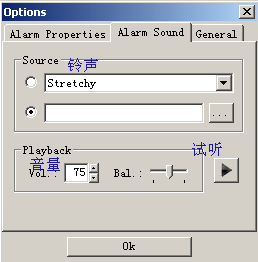 Options
Alarm Properties Alarm Sound General
Source 铃声
Stretchy
...
Playback 试听
音量
Vol.: 75 Bal.:
Ok